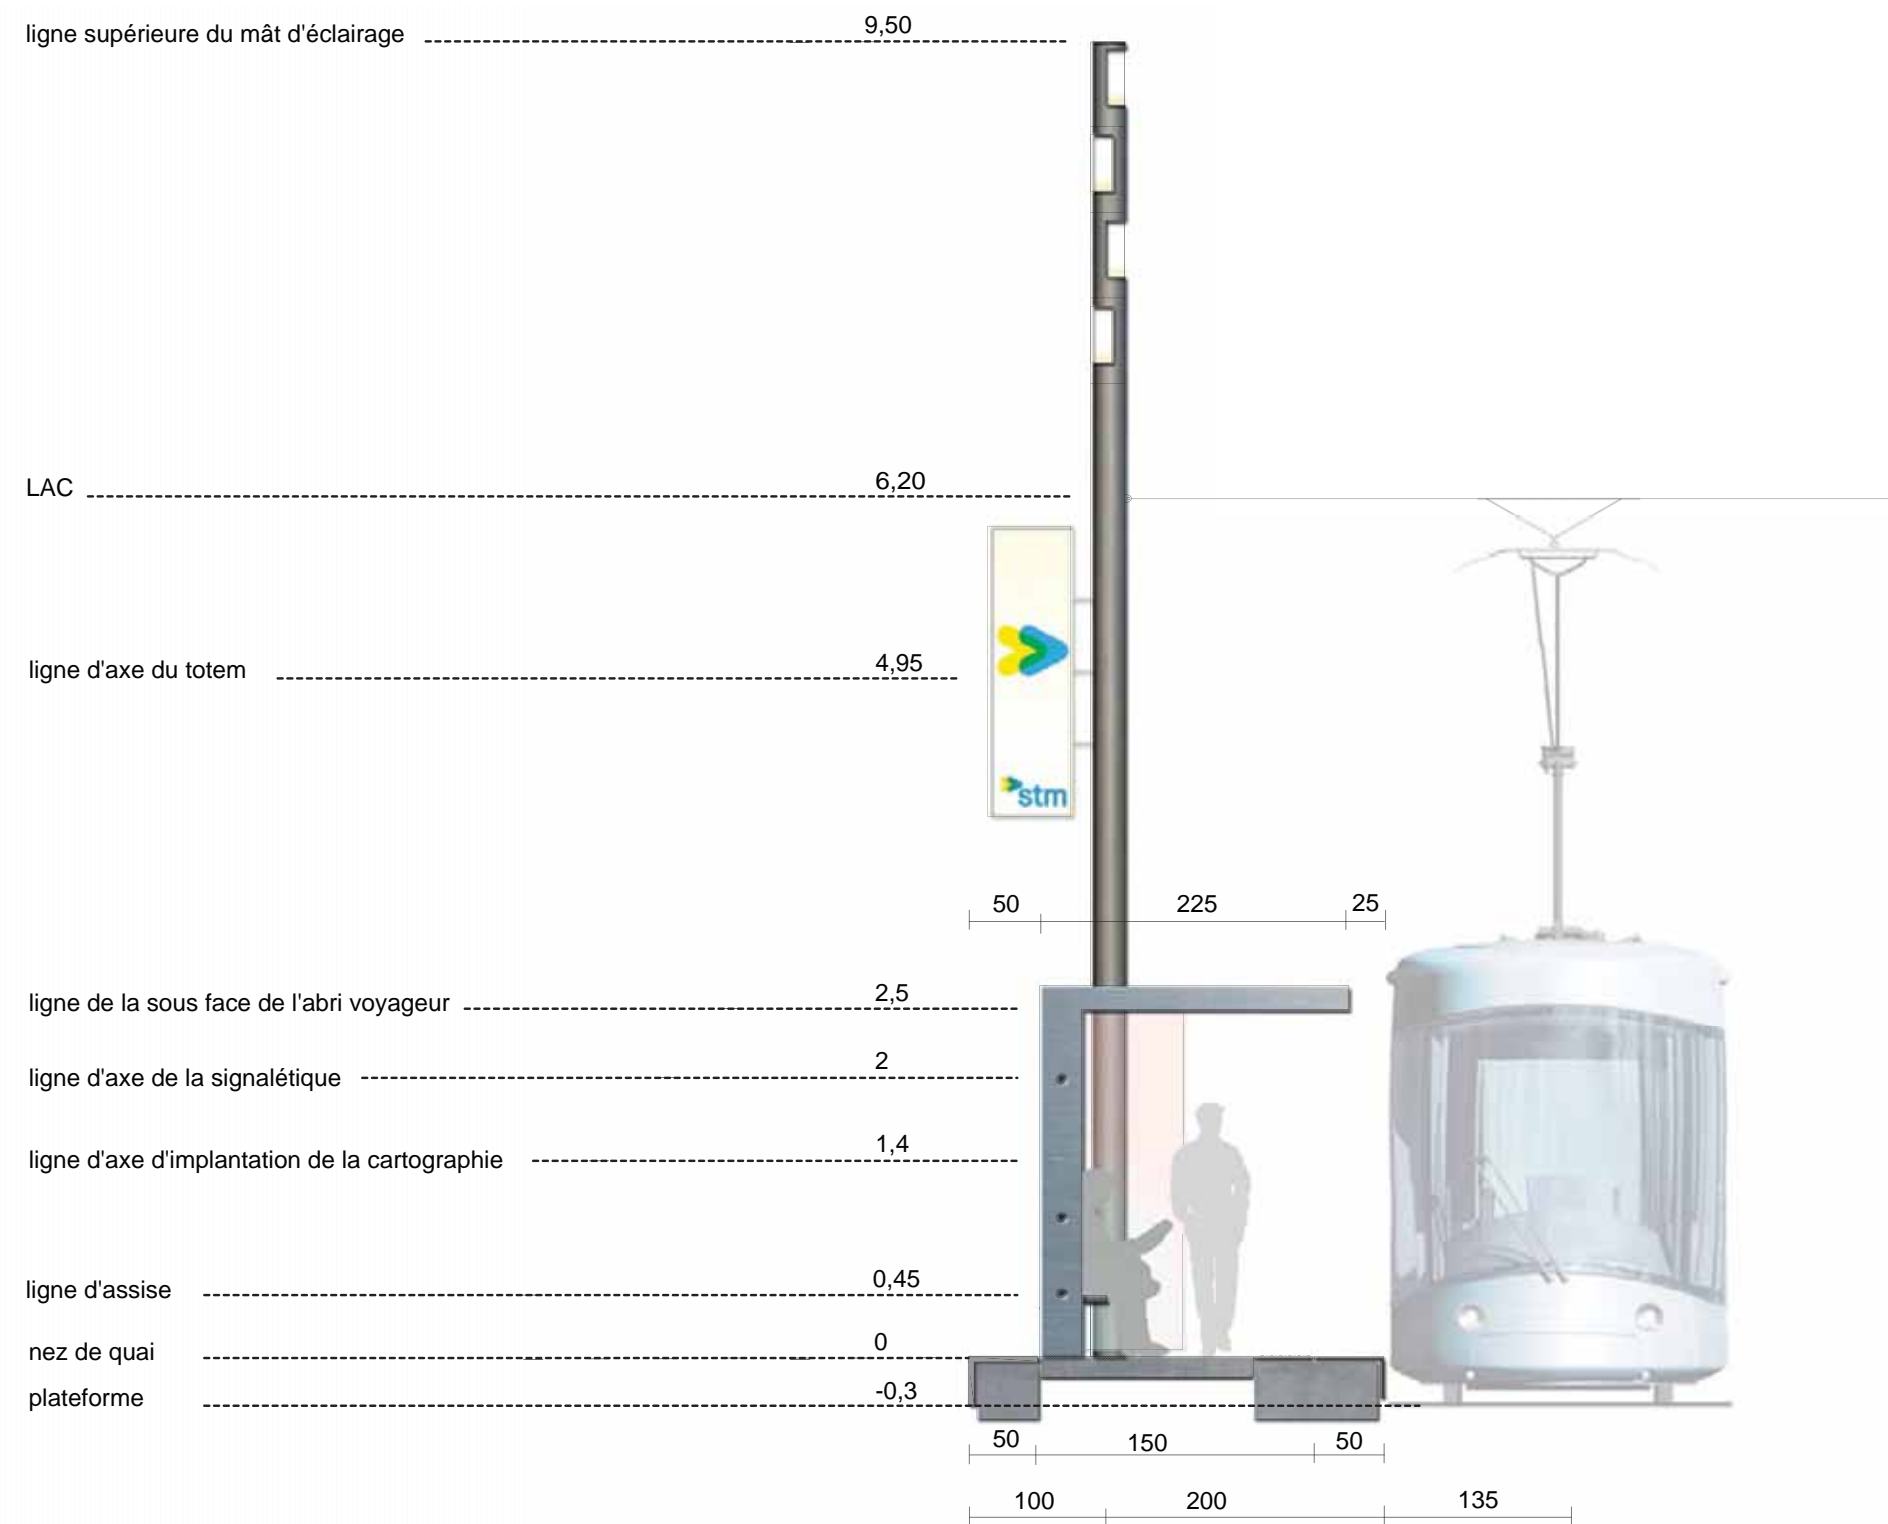 ligne supérieure du mât d'éclairage 9,50
LAC 6,20
ligne d'axe du totem 4,95
stm
50 225 25
ligne de la sous face de l'abri voyageur 2,5
ligne d'axe de la signalétique 2
ligne d'axe d'implantation de la cartographie 1,4
ligne d'assise 0,45
nez de quai 0
plateforme -0,3
50 150 50
100 200 135